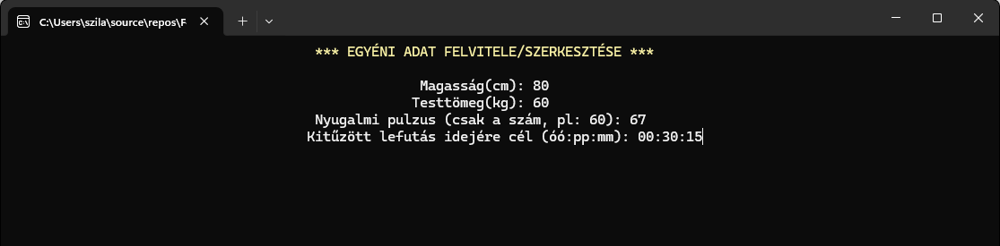 C:\Users\szila\source\repos\F
*** EGYÉNI ADAT FELVITELE/SZERKESZTÉSE ***
Magasság(cm): 80
Testtömeg(kg): 60
Nyugalmi pulzus (csak a szám, pl: 60): 67
Kitűzött lefutás idejére cél (óó:pp:mm): 00:30:15